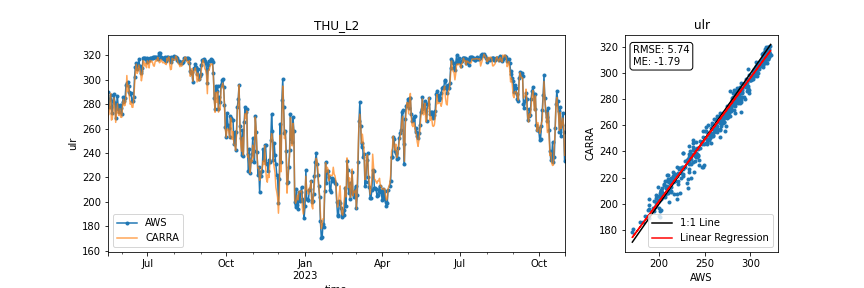 THU_L2
ulr
320
300
280
260
240
220
200
180
160
ulr
AWS
CARRA
Jul
Oct
Jan
2023
Apr
Jul
Oct
time
ulr
RMSE: 5.74
ME: -1.79
320
300
280
260
240
220
200
180
CARRA
1:1 Line
Linear Regression
200
250
300
AWS